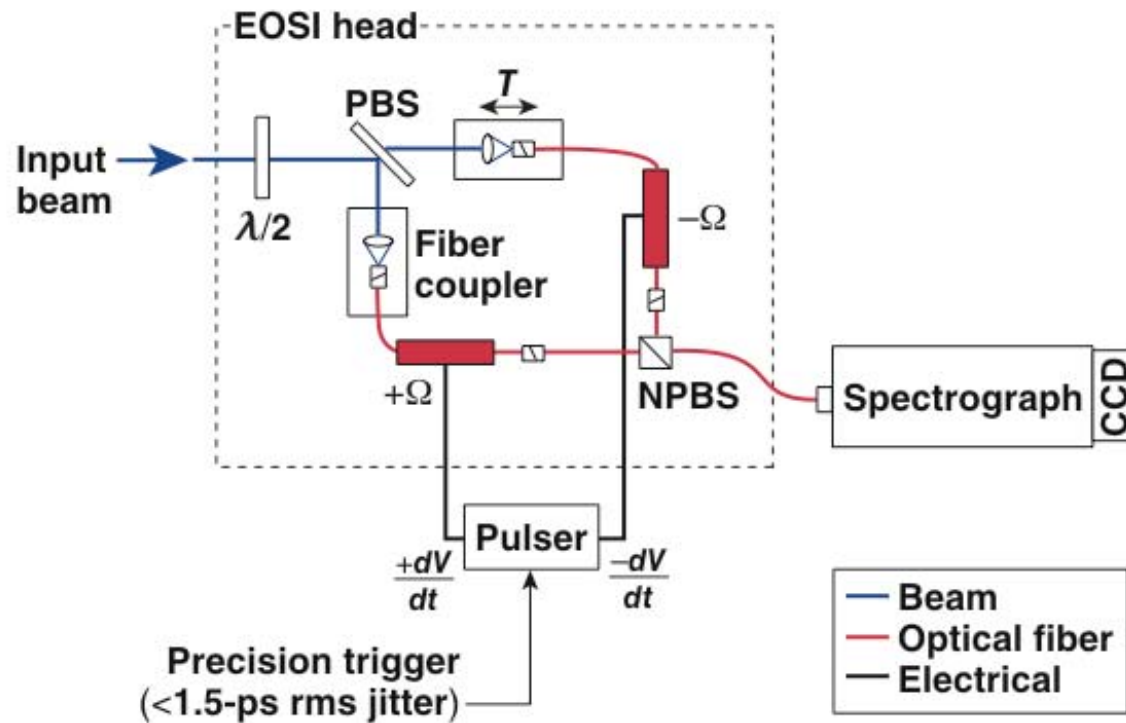 EOSI head
T
PBS
Input
beam
λ/2
Fiber
coupler
−Ω
+Ω
NPBS
Spectrograph
CCD
Pulser
+dV
dt
−dV
dt
Precision trigger
(<1.5-ps rms jitter)
Beam
Optical fiber
Electrical